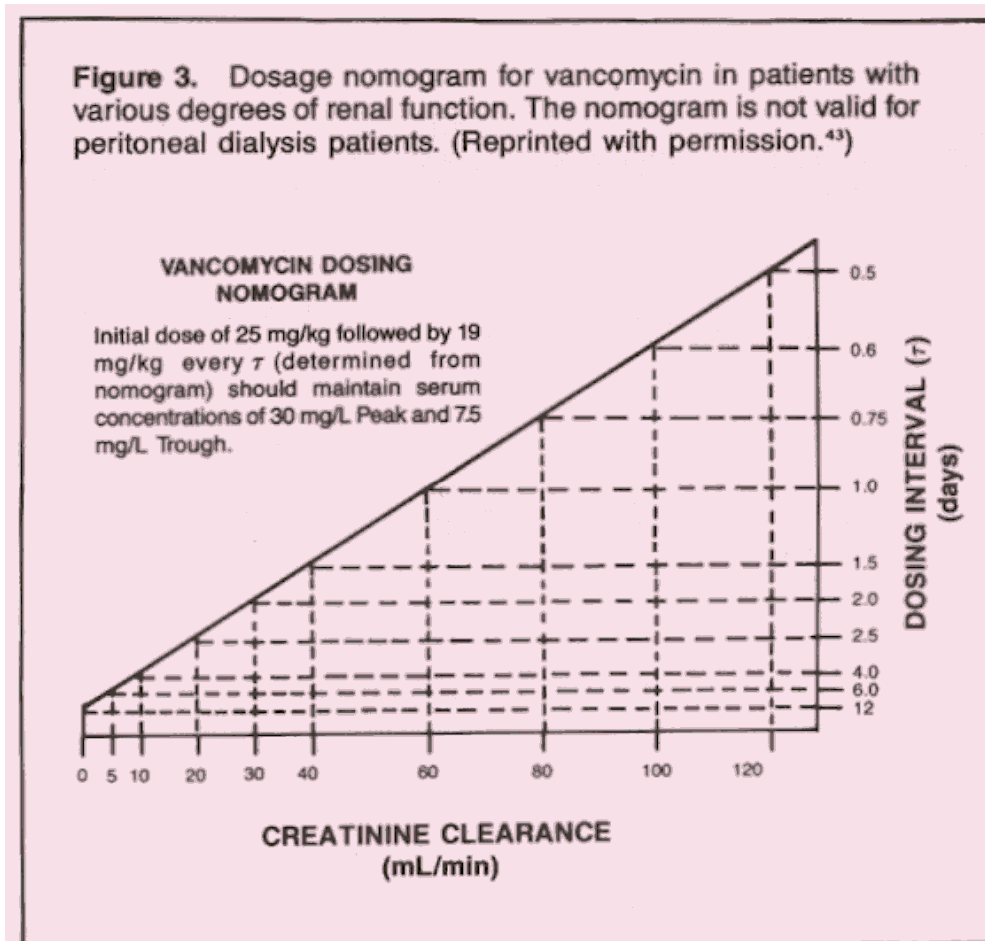 Figure 3. Dosage nomogram for vancomycin in patients with
various degrees of renal function. The nomogram is not valid for
peritoneal dialysis patients. (Reprinted with permission.⁴³)
VANCOMYCIN DOSING
NOMOGRAM
Initial dose of 25 mg/kg followed by 19
mg/kg every τ (determined from
nomogram) should maintain serum
concentrations of 30 mg/L Peak and 7.5
mg/L Trough.
0.5
0.6
0.75
1.0
1.5
2.0
2.5
4.0
6.0
12
DOSING INTERVAL (τ)
(days)
0 5 10 20 30 40 60 80 100 120
CREATININE CLEARANCE
(mL/min)